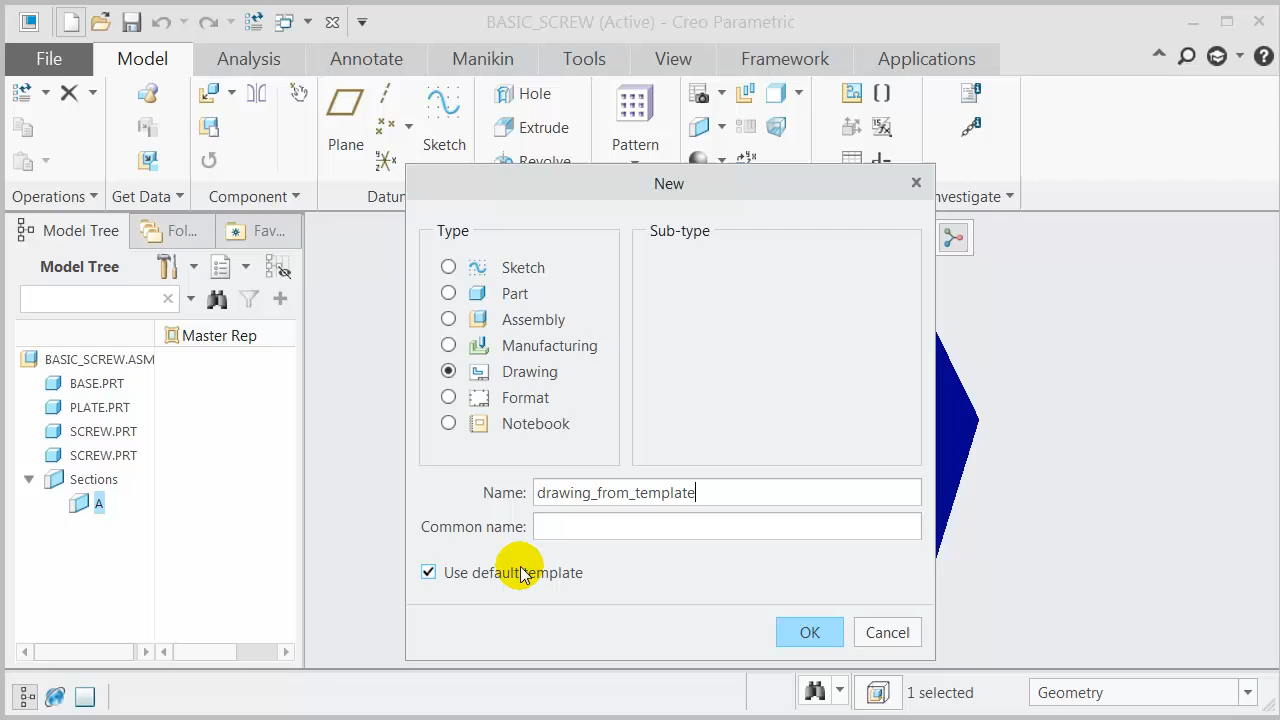 BASIC_SCREW (Active) - Creo Parametric
File Model Analysis Annotate Manikin Tools View Framework Applications
Hole
Extrude
Plane Sketch Pattern
Revolve
Operations Get Data Component Datu nvestigate
New
Model Tree Fol... Fav...
Model Tree
Master Rep
BASIC_SCREW.ASM
BASE.PRT
PLATE.PRT
SCREW.PRT
SCREW.PRT
Sections
A
Type Sub-type
Sketch
Part
Assembly
Manufacturing
Drawing
Format
Notebook
Name: drawing_from_template
Common name:
Use default template
OK Cancel
1 selected Geometry